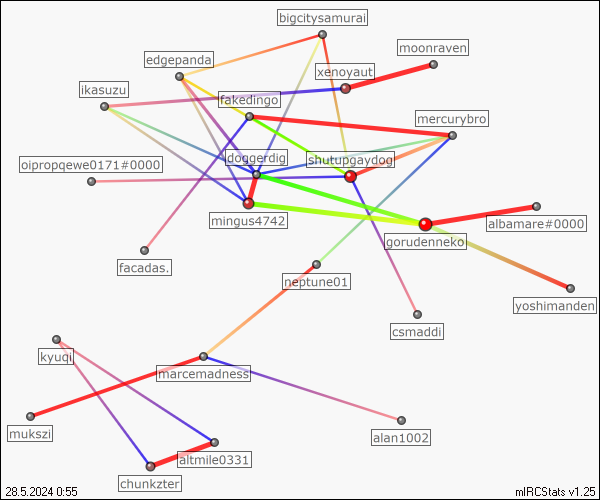 bigcitysamurai
moonraven
edgepanda
xenoyaut
ikasuzu
fakedingo
mercurybro
oipropqewe0171#0000
doggerdig
shutupgaydog
mingus4742
albamare#0000
gorudenneko
facadas.
neptune01
yoshimanden
csmaddi
kyuqi
marcemadness
mukszi
alan1002
altmile0331
chunkzter
28.5.2024 0:55
mIRCStats v1.25